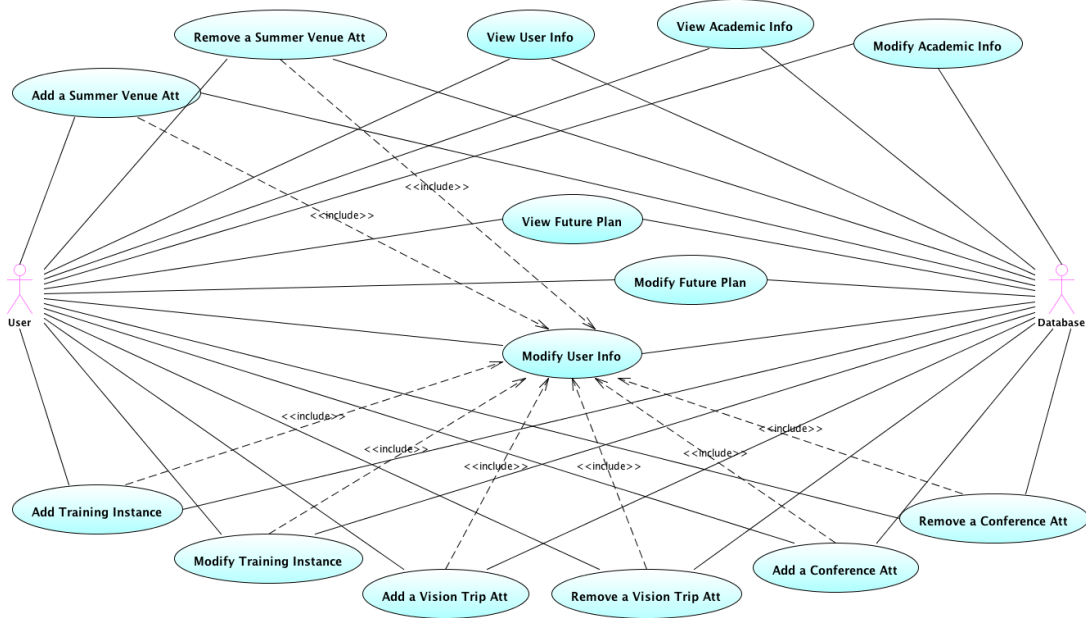 View Academic Info
Remove a Summer Venue Att
View User Info
Modify Academic Info
Add a Summer Venue Att
<<include>>
<<include>>
View Future Plan
Modify Future Plan
User
Database
Modify User Info
<<include>>
<<include>>
<<include>>
<<include>>
<<include>>
<<include>>
Add Training Instance
Remove a Conference Att
Modify Training Instance
Add a Conference Att
Add a Vision Trip Att
Remove a Vision Trip Att